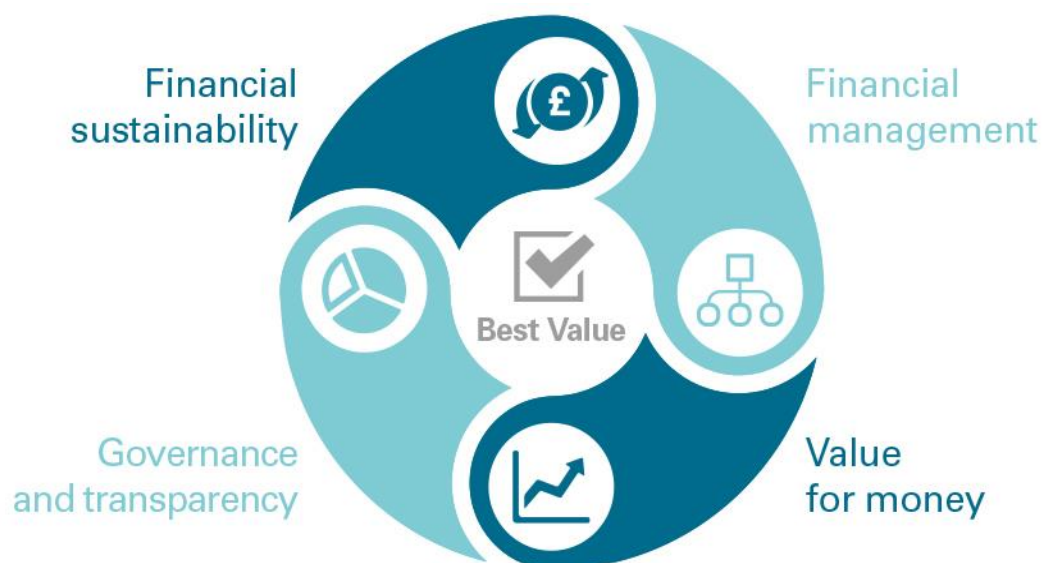 Financial
sustainability
Financial
management
£
Best Value
Governance
and transparency
Value
for money